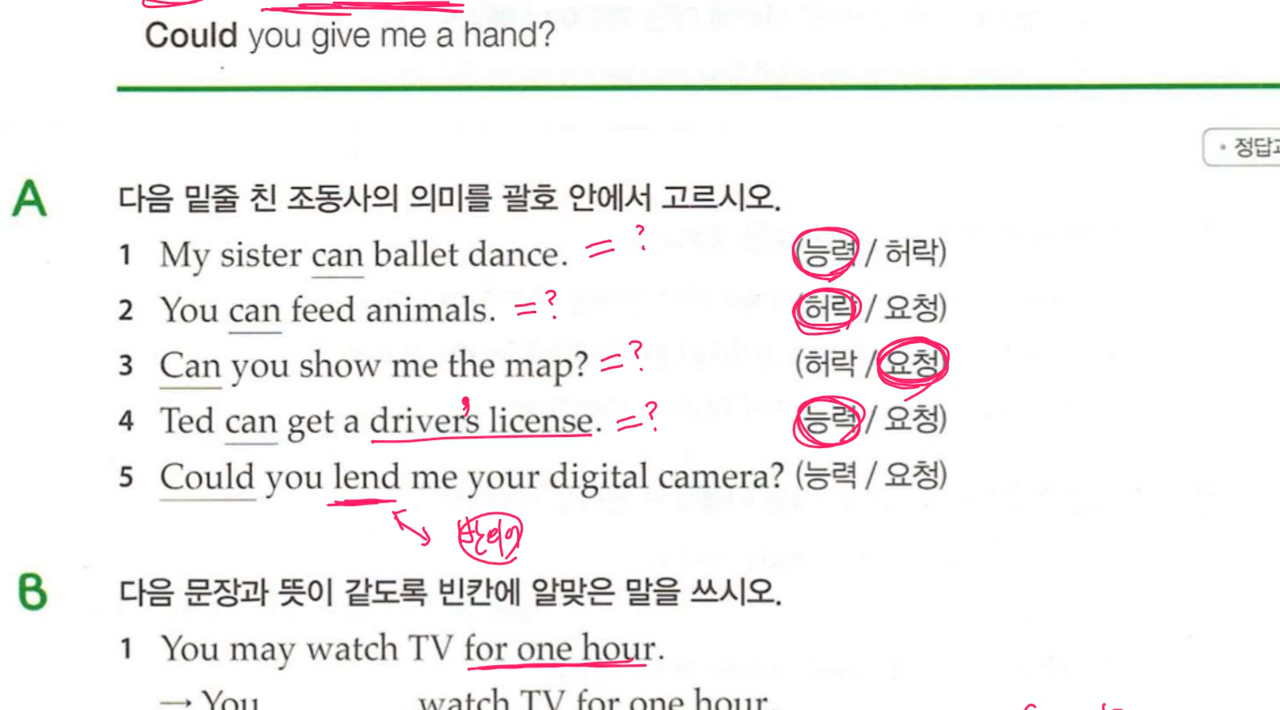 Could you give me a hand?
• 정답고
A 다음 밑줄 친 조동사의 의미를 괄호 안에서 고르시오.
1 My sister can ballet dance. = ? (능력 / 허락)
2 You can feed animals. = ? (허락 / 요청)
3 Can you show me the map? = ? (허락 / 요청)
4 Ted can get a driver's license. = ? (능력 / 요청)
5 Could you lend me your digital camera? (능력 / 요청)
반의어
B 다음 문장과 뜻이 같도록 빈칸에 알맞은 말을 쓰시오.
1 You may watch TV for one hour.
→ You watch TV for one hour.